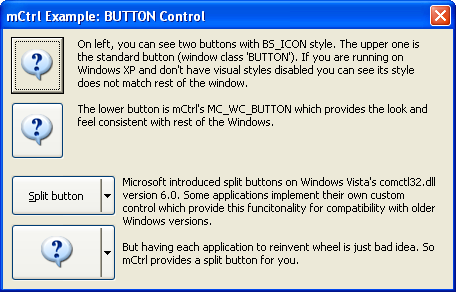 mCtrl Example: BUTTON Control
On left, you can see two buttons with BS_ICON style. The upper one is
the standard button (window class 'BUTTON'). If you are running on
Windows XP and don't have visual styles disabled you can see its style
does not match rest of the window.
The lower button is mCtrl's MC_WC_BUTTON which provides the look and
feel consistent with rest of the Windows.
Split button
Microsoft introduced split buttons on Windows Vista's comctl32.dll
version 6.0. Some applications implement their own custom
control which provide this funcitonality for compatibility with older
Windows versions.
But having each application to reinvent wheel is just bad idea. So
mCtrl provides a split button for you.